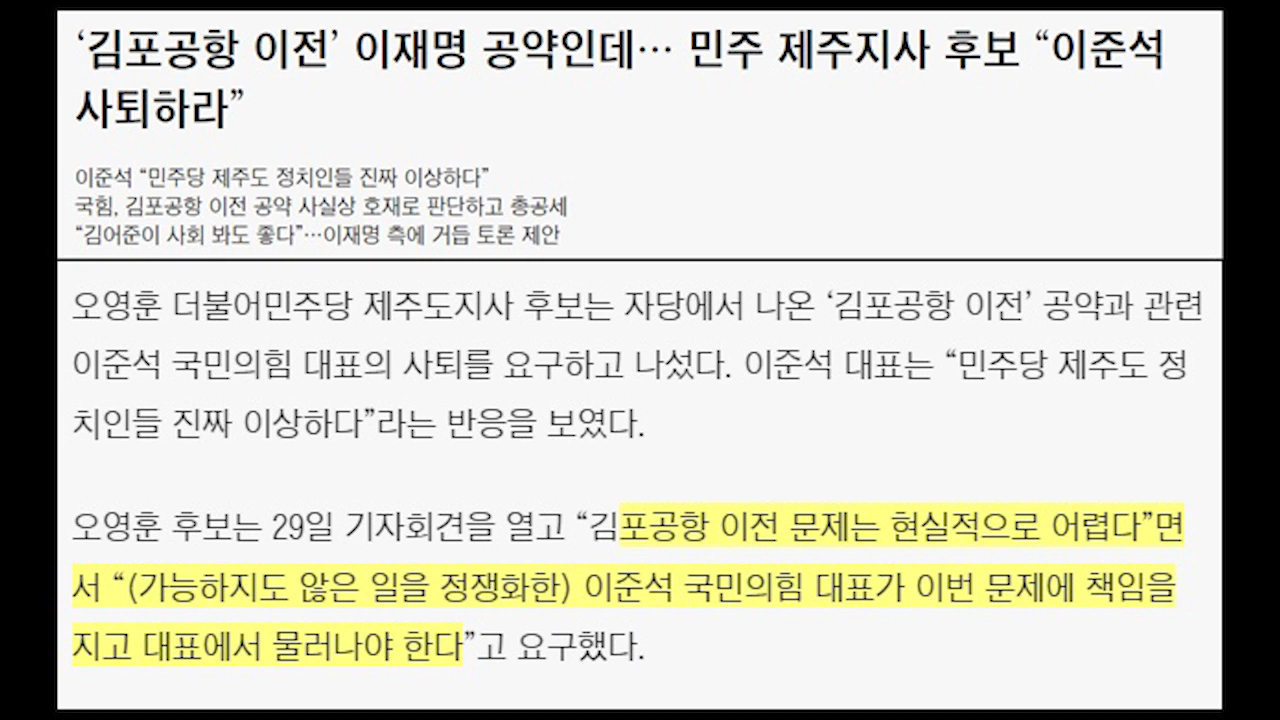 ‘김포공항 이전’ 이재명 공약인데… 민주 제주지사 후보 “이준석
사퇴하라”
이준석 “민주당 제주도 정치인들 진짜 이상하다”
국힘, 김포공항 이전 공약 사실상 호재로 판단하고 총공세
“김어준이 사회 봐도 좋다”…이재명 측에 거듭 토론 제안
오영훈 더불어민주당 제주도지사 후보는 자당에서 나온 ‘김포공항 이전’ 공약과 관련
이준석 국민의힘 대표의 사퇴를 요구하고 나섰다. 이준석 대표는 “민주당 제주도 정
치인들 진짜 이상하다”라는 반응을 보였다.
오영훈 후보는 29일 기자회견을 열고 “김포공항 이전 문제는 현실적으로 어렵다”면
서 “(가능하지도 않은 일을 정쟁화한) 이준석 국민의힘 대표가 이번 문제에 책임을
지고 대표에서 물러나야 한다”고 요구했다.